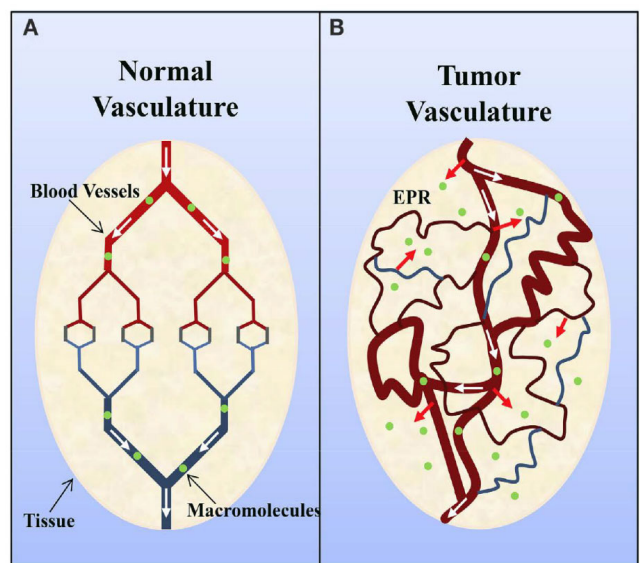 A
Normal
Vasculature
Blood Vessels
Tissue
Macromolecules
B
Tumor
Vasculature
EPR